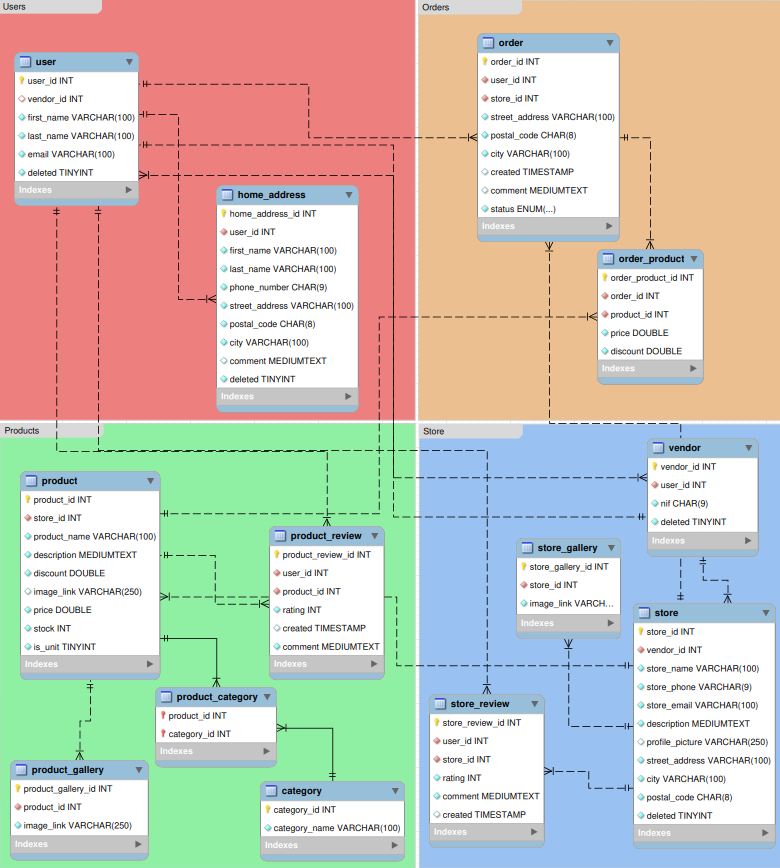 Users
user
user_id INT
vendor_id INT
first_name VARCHAR(100)
last_name VARCHAR(100)
email VARCHAR(100)
deleted TINYINT
Indexes
home_address
home_address_id INT
user_id INT
first_name VARCHAR(100)
last_name VARCHAR(100)
phone_number CHAR(9)
street_address VARCHAR(100)
postal_code CHAR(8)
city VARCHAR(100)
comment MEDIUMTEXT
deleted TINYINT
Indexes
Orders
order
order_id INT
user_id INT
store_id INT
street_address VARCHAR(100)
postal_code CHAR(8)
city VARCHAR(100)
created TIMESTAMP
comment MEDIUMTEXT
status ENUM(...)
Indexes
order_product
order_product_id INT
order_id INT
product_id INT
price DOUBLE
discount DOUBLE
Indexes
Products
product
product_id INT
store_id INT
product_name VARCHAR(100)
description MEDIUMTEXT
discount DOUBLE
image_link VARCHAR(250)
price DOUBLE
stock INT
is_unit TINYINT
Indexes
product_review
product_review_id INT
user_id INT
product_id INT
rating INT
created TIMESTAMP
comment MEDIUMTEXT
Indexes
product_category
product_id INT
category_id INT
Indexes
product_gallery
product_gallery_id INT
product_id INT
image_link VARCHAR(250)
Indexes
category
category_id INT
category_name VARCHAR(100)
Indexes
Store
vendor
vendor_id INT
user_id INT
nif CHAR(9)
deleted TINYINT
Indexes
store_gallery
store_gallery_id INT
store_id INT
image_link VARCH...
Indexes
store
store_id INT
vendor_id INT
store_name VARCHAR(100)
store_phone VARCHAR(9)
store_email VARCHAR(100)
description MEDIUMTEXT
profile_picture VARCHAR(250)
street_address VARCHAR(100)
city VARCHAR(100)
postal_code CHAR(8)
deleted TINYINT
Indexes
store_review
store_review_id INT
user_id INT
store_id INT
rating INT
comment MEDIUMTEXT
created TIMESTAMP
Indexes